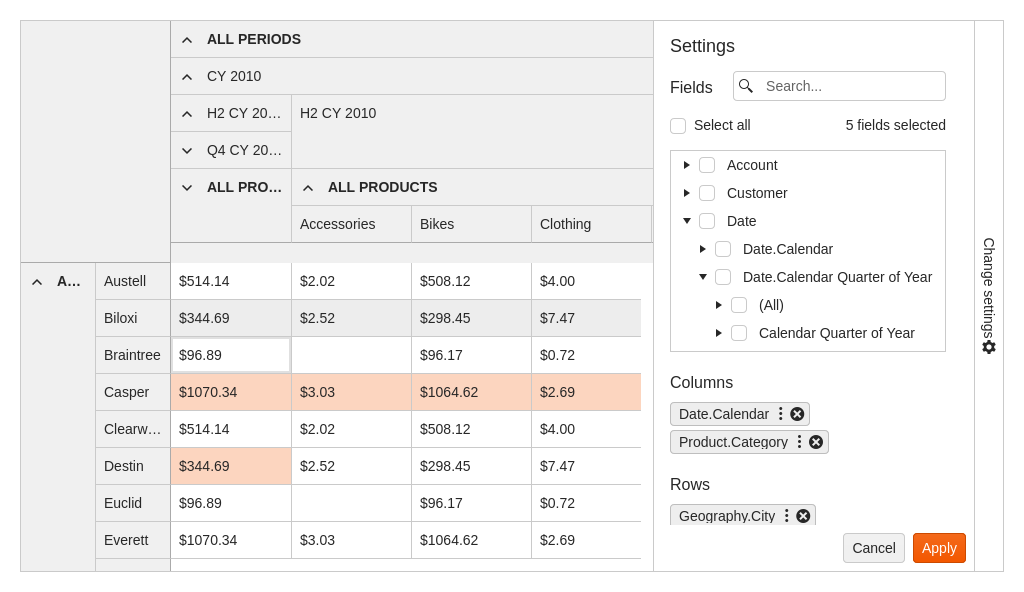 ALL PERIODS
CY 2010
H2 CY 20… H2 CY 2010
Q4 CY 20…
ALL PRO… ALL PRODUCTS
Accessories Bikes Clothing
A… Austell $514.14 $2.02 $508.12 $4.00
Biloxi $344.69 $2.52 $298.45 $7.47
Braintree $96.89 $96.17 $0.72
Casper $1070.34 $3.03 $1064.62 $2.69
Clearw… $514.14 $2.02 $508.12 $4.00
Destin $344.69 $2.52 $298.45 $7.47
Euclid $96.89 $96.17 $0.72
Everett $1070.34 $3.03 $1064.62 $2.69
Settings
Fields Search...
Select all 5 fields selected
Account
Customer
Date
Date.Calendar
Date.Calendar Quarter of Year
(All)
Calendar Quarter of Year
Columns
Date.Calendar
Product.Category
Rows
Geography.City
Cancel Apply
Change settings